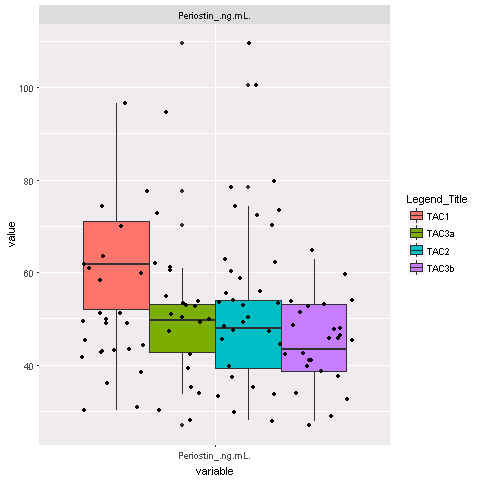 Periostin_.ng.mL.
100
80
60
40
value
Periostin_.ng.mL.
variable
Legend_Title
TAC1
TAC3a
TAC2
TAC3b